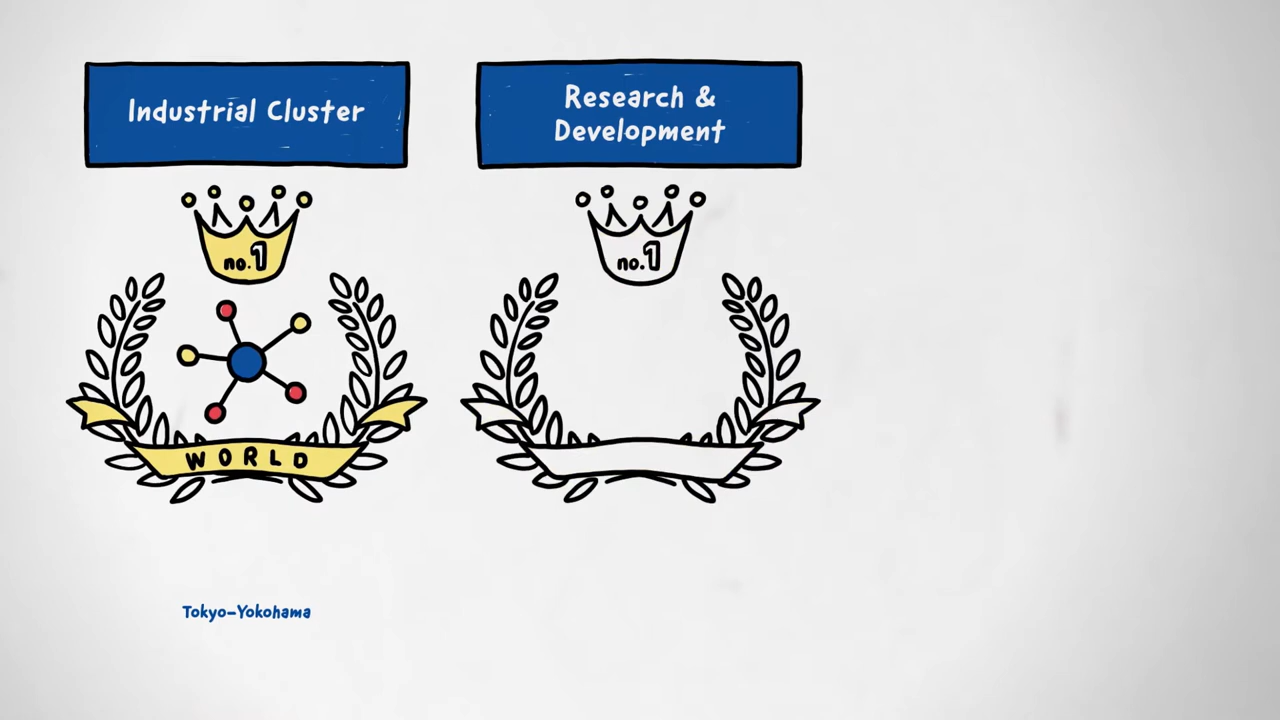 Industrial Cluster
no.1
WORLD
Tokyo–Yokohama
Research &
Development
no.1